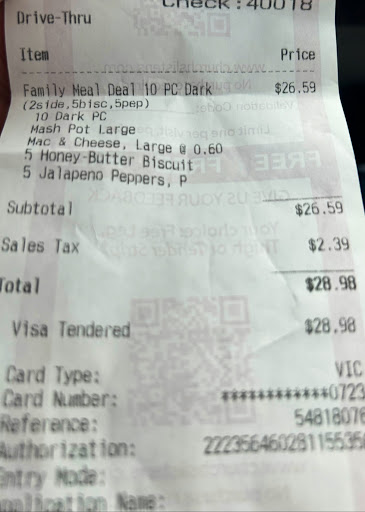 Check:40018
Drive-Thru
Item Price
Family Meal Deal 10 PC Dark $26.59
(2side,5bisc,5pep)
10 Dark PC
Mash Pot Large
Mac & Cheese, Large @ 0.60
5 Honey-Butter Biscuit
5 Jalapeno Peppers, P
Subtotal $26.59
Sales Tax $2.39
Total $28.98
Visa Tendered $28.98
Card Type: VIC
Card Number: ************0723
Reference: 54818076
Authorization: 2223564602811553
Entry Mode:
Application Name: